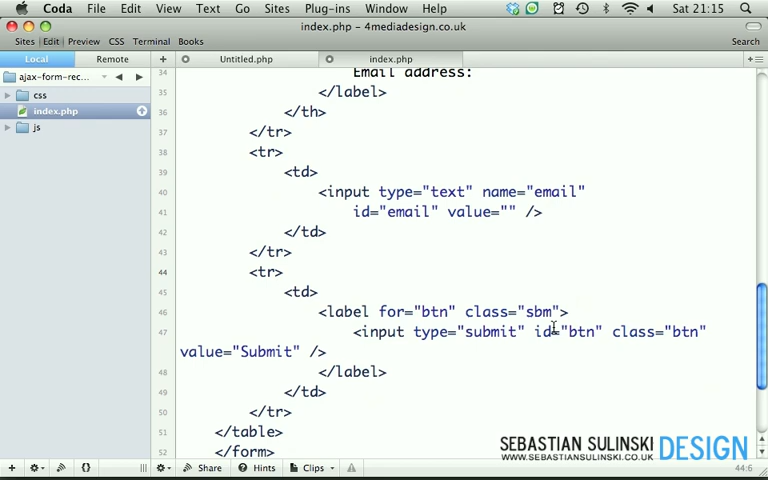 Coda File Edit View Text Go Sites Plug-ins Window Help Sat 21:15
index.php - 4mediadesign.co.uk
Sites Edit Preview CSS Terminal Books Search
Local Remote + Untitled.php index.php
ajax-form-rec...
css
index.php
js
34 Email address:
35 </label>
36 </th>
37 </tr>
38 <tr>
39 <td>
40 <input type="text" name="email"
41 id="email" value="" />
42 </td>
43 </tr>
44 <tr>
45 <td>
46 <label for="btn" class="sbm">
47 <input type="submit" id="btn" class="btn"
value="Submit" />
48 </label>
49 </td>
50 </tr>
51 </table>
52 </form>
SEBASTIAN SULINSKI DESIGN
WWW.SEBASTIANSULINSKI.CO.UK
+ {} Share Hints Clips 44:6